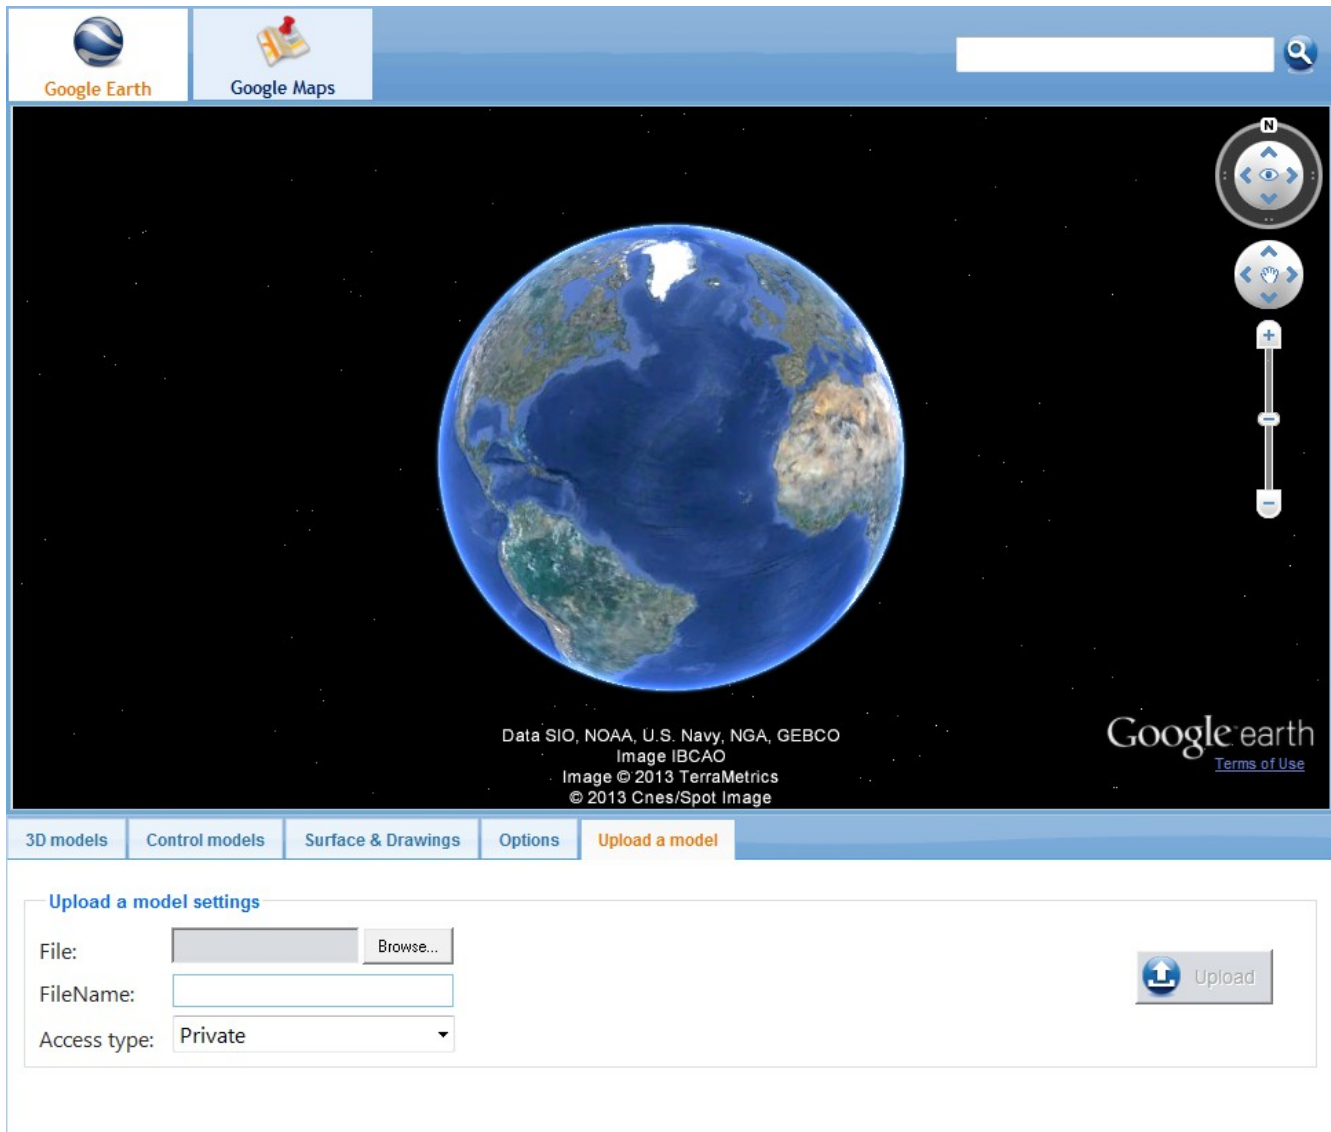 Google Earth
Google Maps
N
Data SIO, NOAA, U.S. Navy, NGA, GEBCO
Image IBCAO
Image © 2013 TerraMetrics
© 2013 Cnes/Spot Image
Google earth
Terms of Use
3D models
Control models
Surface & Drawings
Options
Upload a model
Upload a model settings
File:
Browse...
FileName:
Upload
Access type:
Private